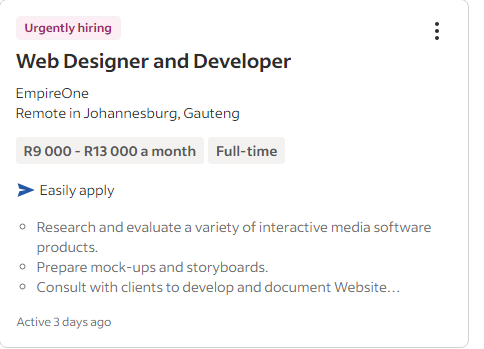 Urgently hiring
Web Designer and Developer
EmpireOne
Remote in Johannesburg, Gauteng
R9 000 - R13 000 a month
Full-time
Easily apply
Research and evaluate a variety of interactive media software
products.
Prepare mock-ups and storyboards.
Consult with clients to develop and document Website…
Active 3 days ago